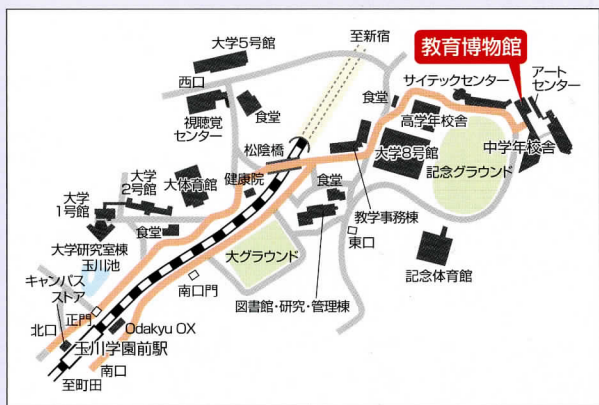 大学5号館
至新宿
教育博物館
西口
視聴覚
センター
食堂
食堂
サイテックセンター
アート
センター
高学年校舎
松陰橋
大学8号館
中学年校舎
記念グラウンド
大学
2号館
大体育館
健康院
食堂
教学事務棟
大学
1号館
食堂
大学研究室棟
玉川池
東口
大グラウンド
記念体育館
キャンパス
ストア
南口門
図書館・研究・管理棟
正門
北口
Odakyu OX
玉川学園前駅
南口
至町田